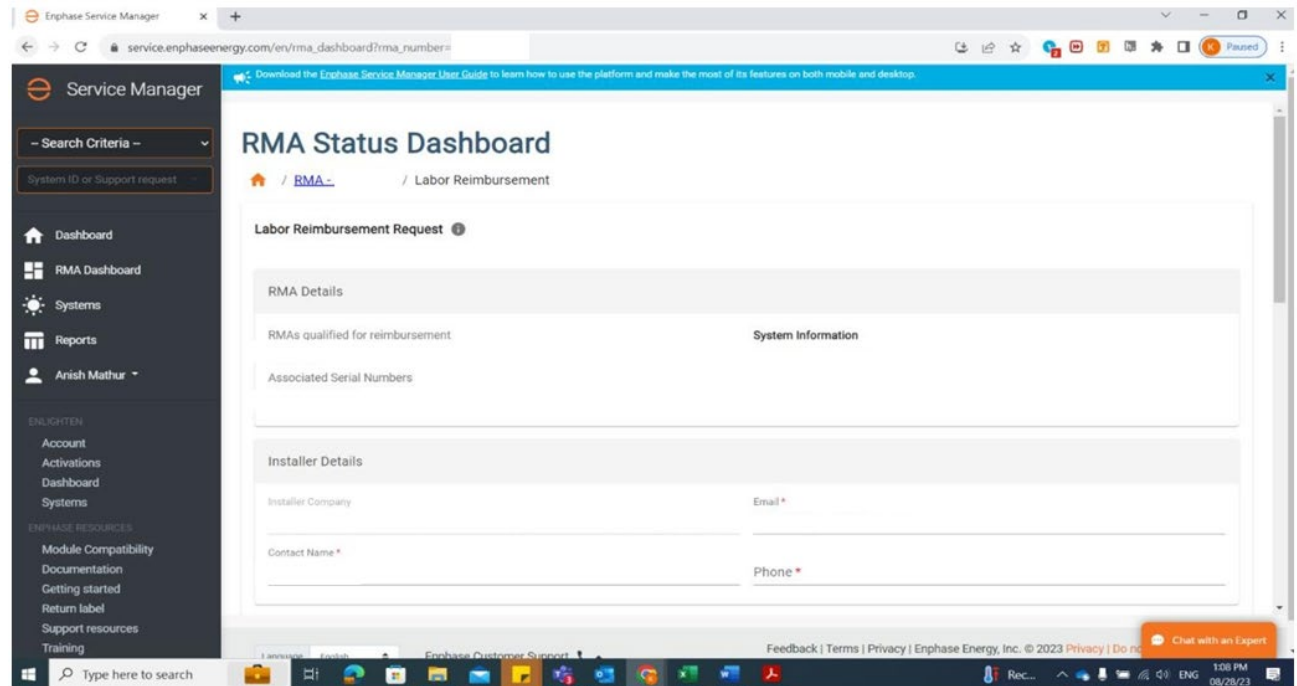 Enphase Service Manager
service.enphaseenergy.com/en/rma_dashboard?rma_number=
Paused
Service Manager
Download the Enphase Service Manager User Guide to learn how to use the platform and make the most of its features on both mobile and desktop.
-- Search Criteria --
System ID or Support request
Dashboard
RMA Dashboard
Systems
Reports
Anish Mathur
ENLIGHTEN
Account
Activations
Dashboard
Systems
ENPHASE RESOURCES
Module Compatibility
Documentation
Getting started
Return label
Support resources
Training
RMA Status Dashboard
/ RMA - / Labor Reimbursement
Labor Reimbursement Request
RMA Details
RMAs qualified for reimbursement
System Information
Associated Serial Numbers
Installer Details
Installer Company
Email *
Contact Name *
Phone *
Language English
Enphase Customer Support
Feedback | Terms | Privacy | Enphase Energy, Inc. © 2023 Privacy | Do
Chat with an Expert
Type here to search
Rec...
ENG
1:08 PM
08/28/23